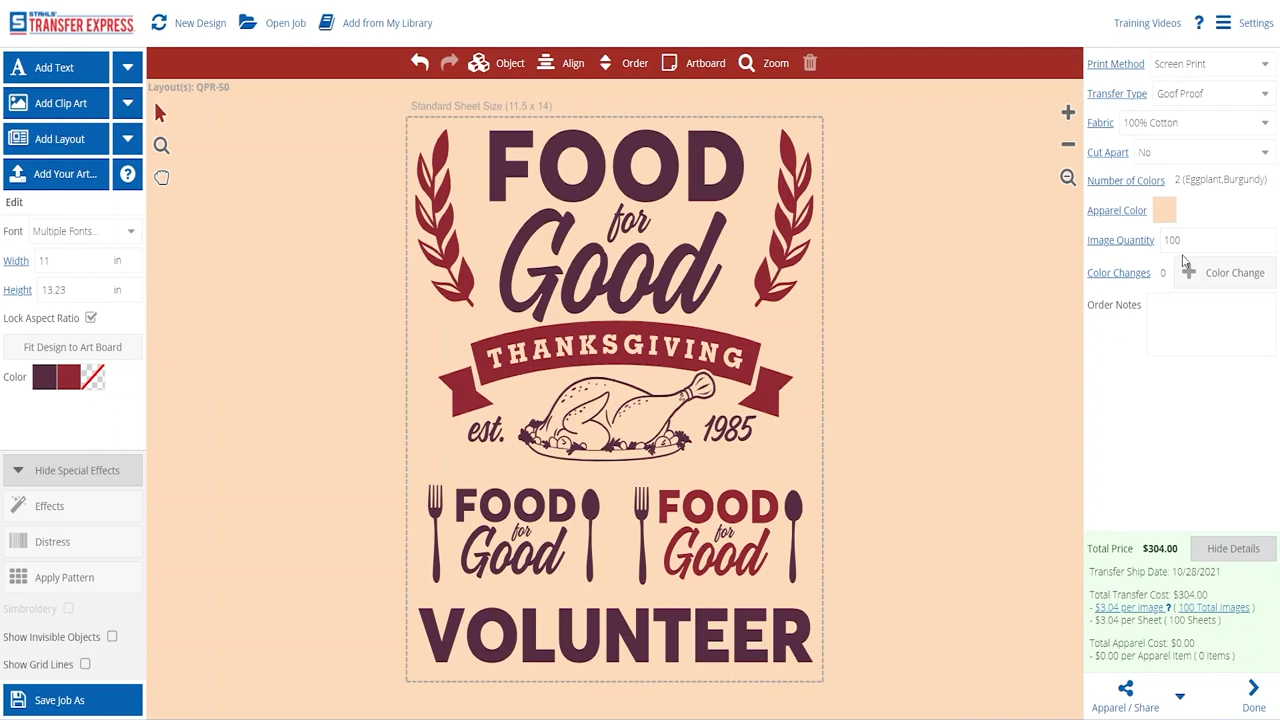 STAHLS'
TRANSFER EXPRESS
New Design
Open Job
Add from My Library
Training Videos
?
Settings
Add Text
Add Clip Art
Add Layout
Add Your Art...
?
Edit
Font
Multiple Fonts...
Width
11
in
Height
13.23
in
Lock Aspect Ratio
Fit Design to Art Board
Color
Hide Special Effects
Effects
Distress
Apply Pattern
Simbroidery
Show Invisible Objects
Show Grid Lines
Save Job As
Object
Align
Order
Artboard
Zoom
Layout(s): QPR-50
Standard Sheet Size (11.5 x 14)
FOOD
for
Good
THANKSGIVING
est.
1985
FOOD
for
Good
FOOD
for
Good
VOLUNTEER
Print Method
Screen Print
Transfer Type
Goof Proof
Fabric
100% Cotton
Cut Apart
No
Number of Colors
2 (Eggplant,Burgundy)
Apparel Color
Image Quantity
100
Color Changes
0
Color Change
Order Notes
Total Price $304.00
Hide Details
Transfer Ship Date: 10/28/2021
Total Transfer Cost: $304.00
- $3.04 per Image ? ( 100 Total Images )
- $3.04 per Sheet ( 100 Sheets )
Total Apparel Cost: $0.00
- $0.00 per Apparel Item ( 0 Items )
Apparel / Share
Done